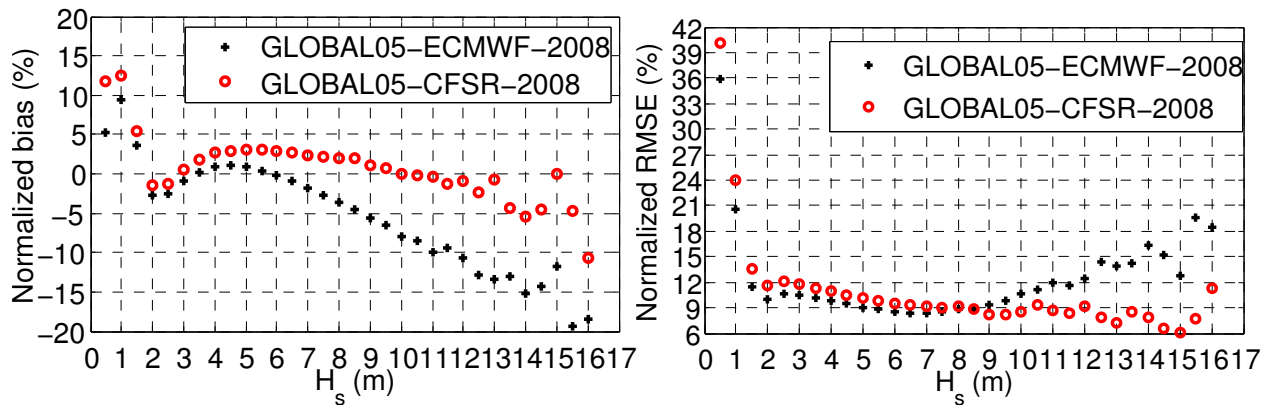 Normalized bias (%)
20
15
10
5
0
−5
−10
−15
−20
GLOBAL05−ECMWF−2008
GLOBAL05−CFSR−2008
0 1 2 3 4 5 6 7 8 9 10 11 12 13 14 15 16 17
H_s (m)
Normalized RMSE (%)
42
39
36
33
30
27
24
21
18
15
12
9
6
GLOBAL05−ECMWF−2008
GLOBAL05−CFSR−2008
0 1 2 3 4 5 6 7 8 9 10 11 12 13 14 15 16 17
H_s (m)